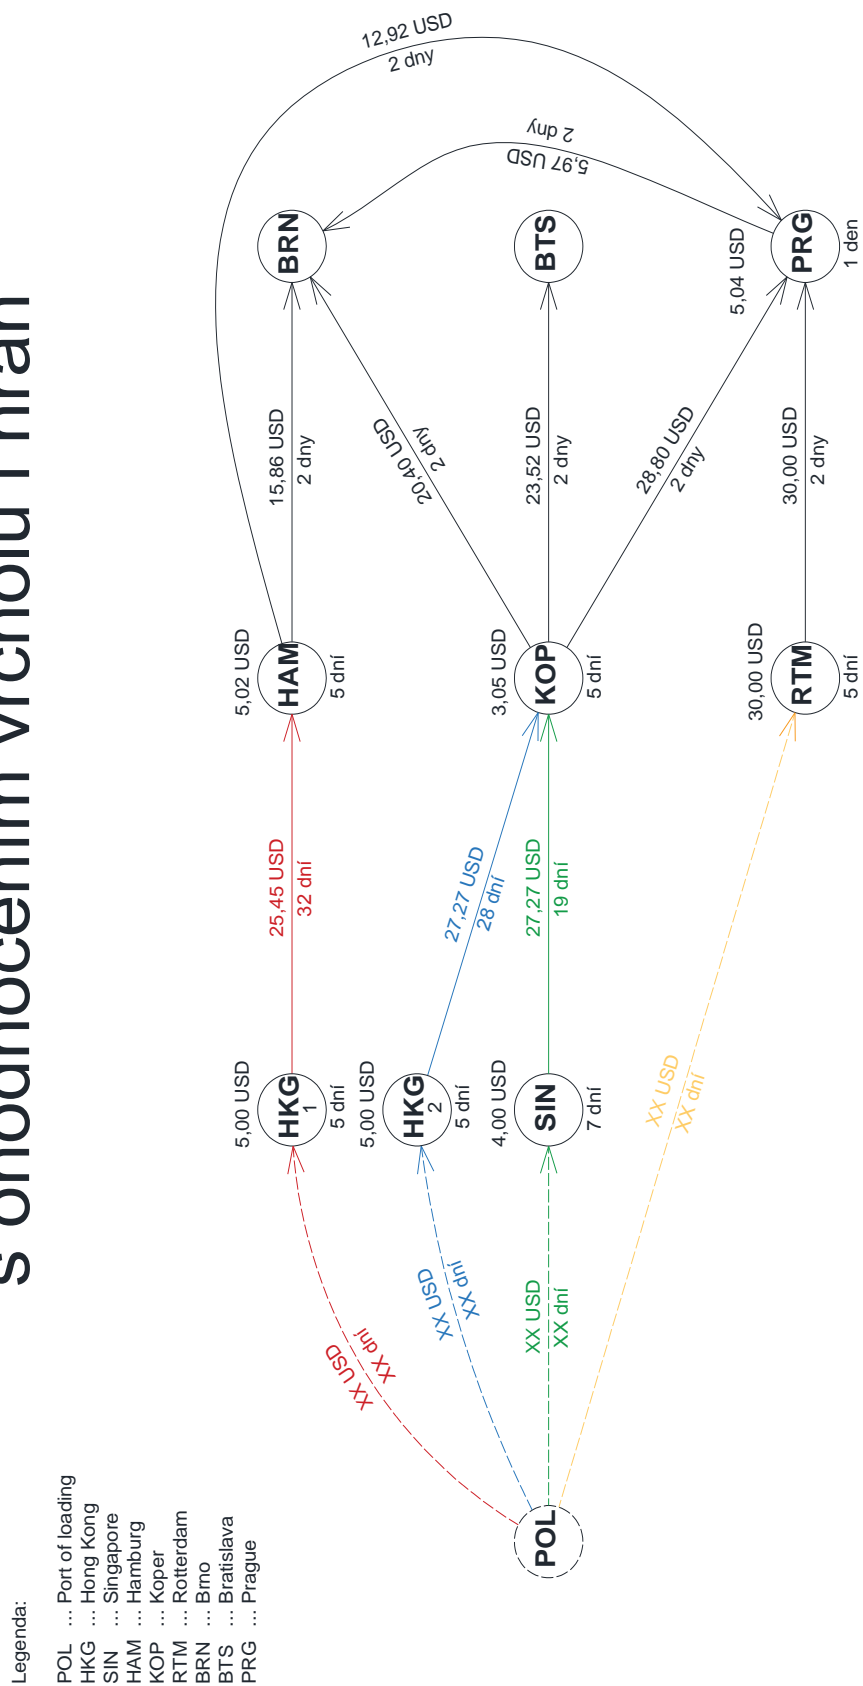 s ohodnocením vrcholů i hran
12,92 USD
2 dny
5,97 USD
2 dny
BRN
BTS
5,04 USD
PRG
1 den
15,86 USD
2 dny
20,40 USD
2 dny
23,52 USD
2 dny
28,80 USD
2 dny
30,00 USD
2 dny
5,02 USD
HAM
5 dní
3,05 USD
KOP
5 dní
30,00 USD
RTM
5 dní
25,45 USD
32 dní
27,27 USD
28 dní
27,27 USD
19 dní
5,00 USD
HKG
1
5 dní
5,00 USD
HKG
2
5 dní
4,00 USD
SIN
7 dní
XX USD
XX dní
XX USD
XX dní
XX USD
XX dní
XX USD
XX dní
POL
Legenda:
POL ... Port of loading
HKG ... Hong Kong
SIN ... Singapore
HAM ... Hamburg
KOP ... Koper
RTM ... Rotterdam
BRN ... Brno
BTS ... Bratislava
PRG ... Prague